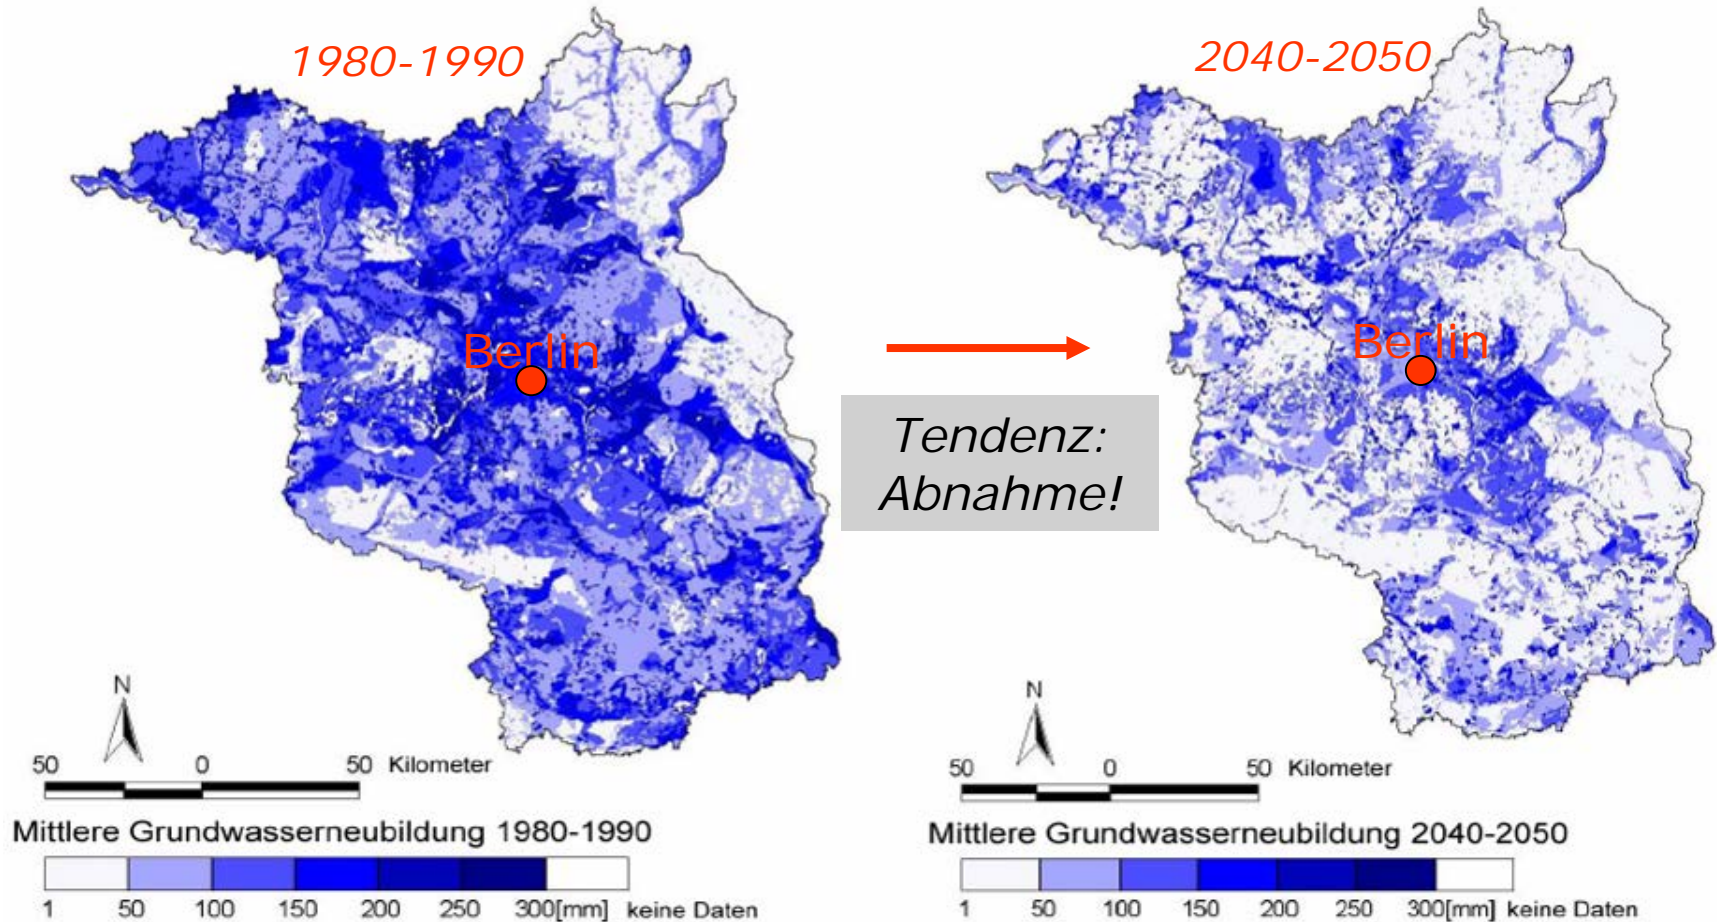 1980-1990
2040-2050
Berlin
Berlin
Tendenz:
Abnahme!
N
50 0 50 Kilometer
N
50 0 50 Kilometer
Mittlere Grundwasserneubildung 1980-1990
1 50 100 150 200 250 300[mm] keine Daten
Mittlere Grundwasserneubildung 2040-2050
1 50 100 150 200 250 300[mm] keine Daten